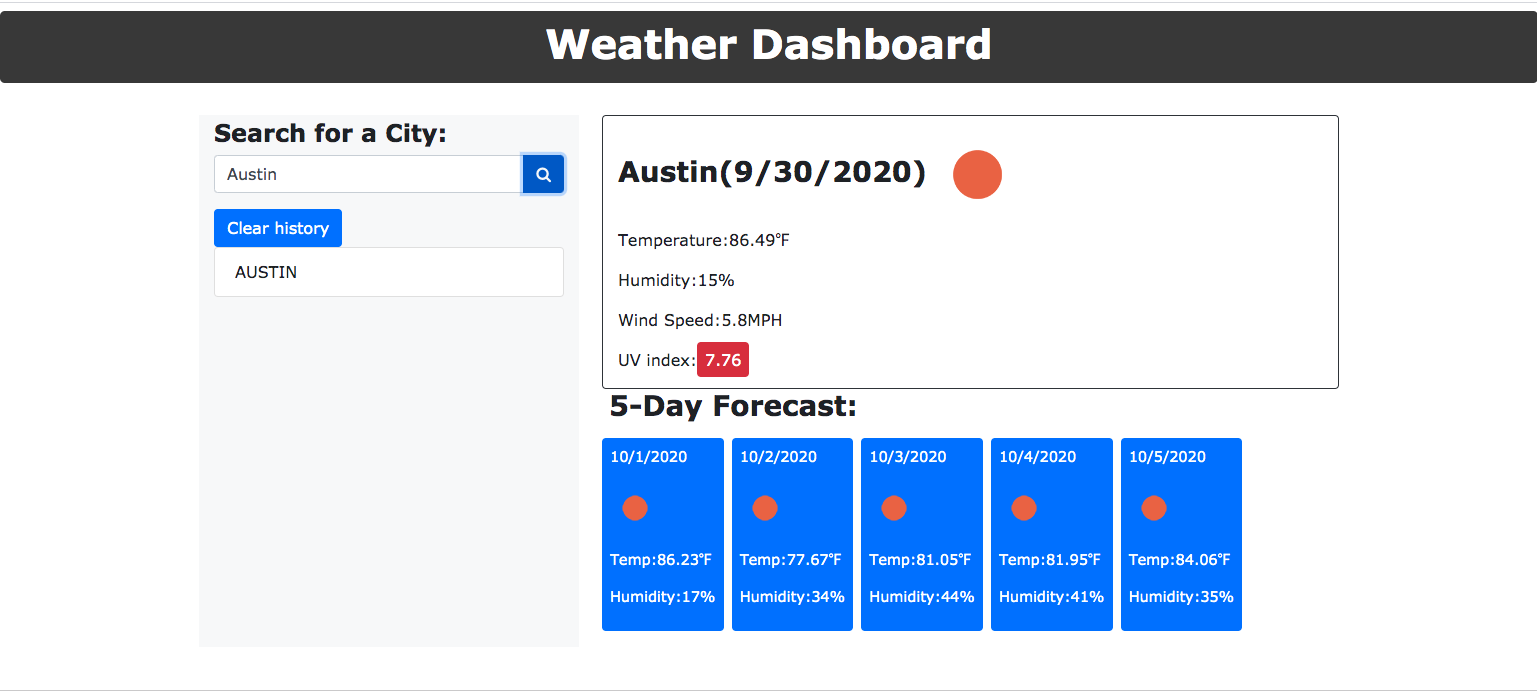 Weather Dashboard
Search for a City:
Austin
Clear history
AUSTIN
Austin(9/30/2020)
Temperature:86.49°F
Humidity:15%
Wind Speed:5.8MPH
UV index:7.76
5-Day Forecast:
10/1/2020
Temp:86.23°F
Humidity:17%
10/2/2020
Temp:77.67°F
Humidity:34%
10/3/2020
Temp:81.05°F
Humidity:44%
10/4/2020
Temp:81.95°F
Humidity:41%
10/5/2020
Temp:84.06°F
Humidity:35%